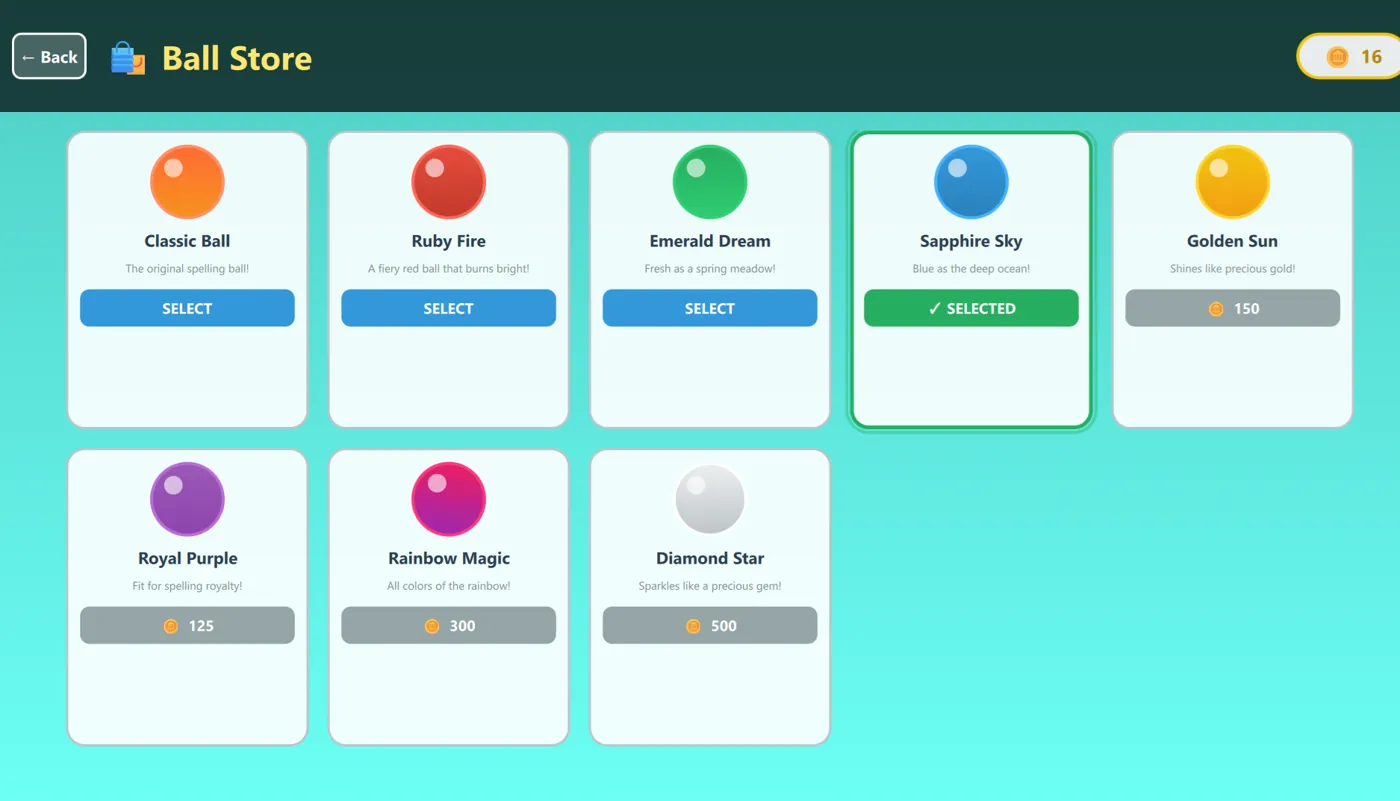 ← Back
Ball Store
16
Classic Ball
The original spelling ball!
SELECT
Ruby Fire
A fiery red ball that burns bright!
SELECT
Emerald Dream
Fresh as a spring meadow!
SELECT
Sapphire Sky
Blue as the deep ocean!
✓ SELECTED
Golden Sun
Shines like precious gold!
150
Royal Purple
Fit for spelling royalty!
125
Rainbow Magic
All colors of the rainbow!
300
Diamond Star
Sparkles like a precious gem!
500